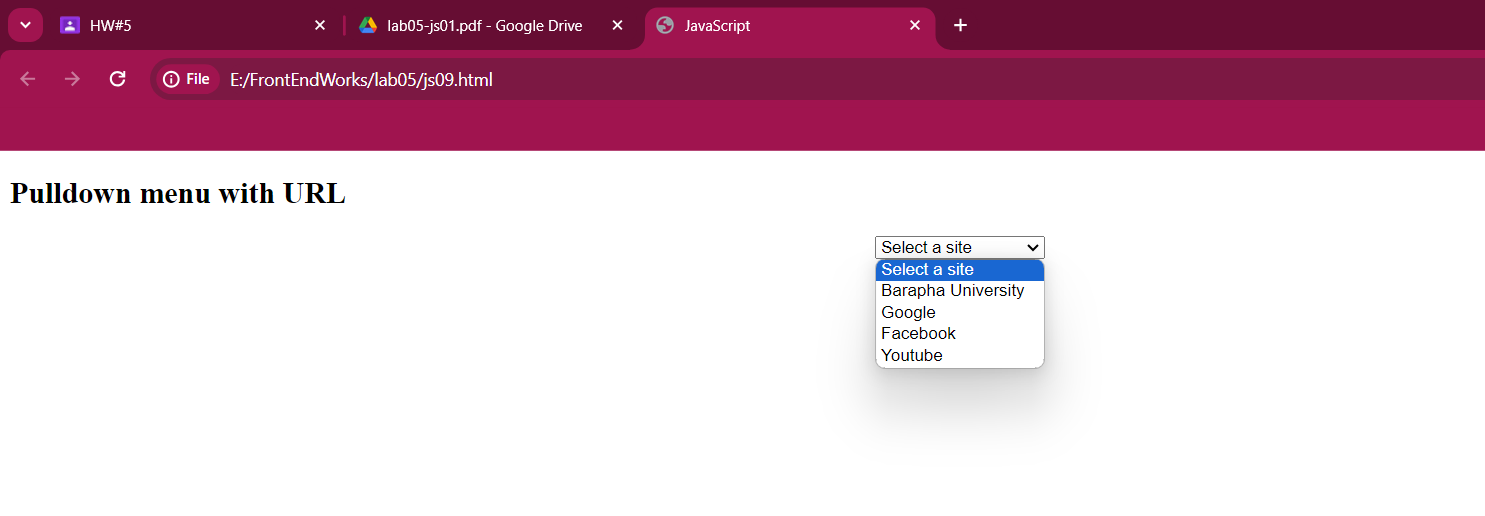 HW#5
lab05-js01.pdf - Google Drive
JavaScript
File
E:/FrontEndWorks/lab05/js09.html
Pulldown menu with URL
Select a site
Select a site
Barapha University
Google
Facebook
Youtube